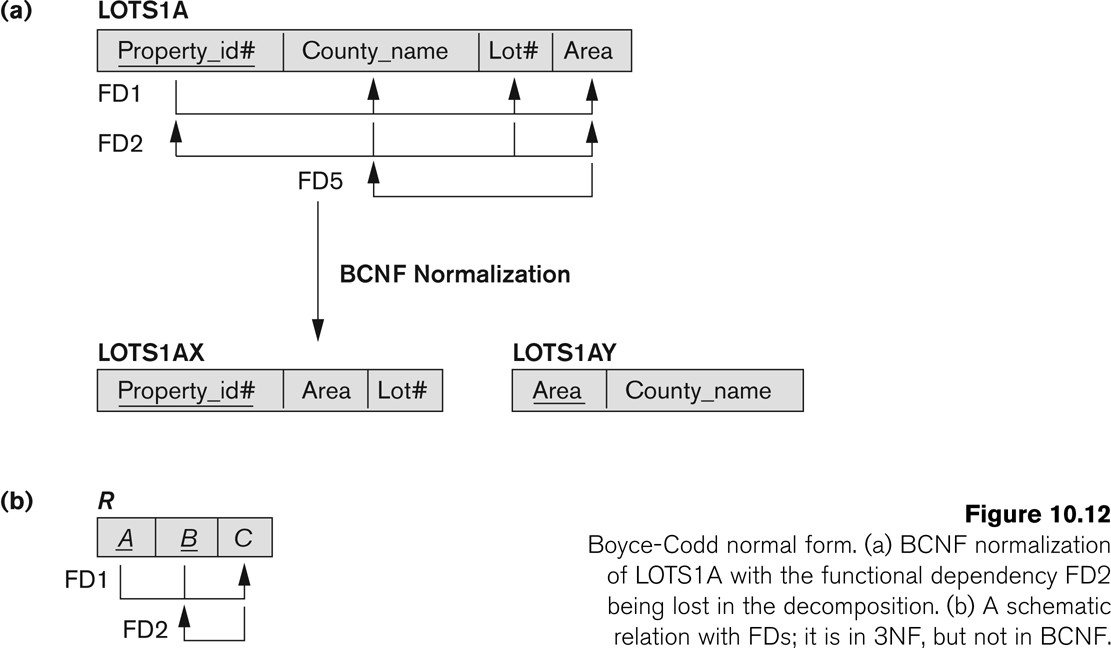 (a)
LOTS1A
Property_id# County_name Lot# Area
FD1
FD2
FD5
BCNF Normalization
LOTS1AX
Property_id# Area Lot#
LOTS1AY
Area County_name
(b)
R
A B C
FD1
FD2
Figure 10.12
Boyce-Codd normal form. (a) BCNF normalization
of LOTS1A with the functional dependency FD2
being lost in the decomposition. (b) A schematic
relation with FDs; it is in 3NF, but not in BCNF.